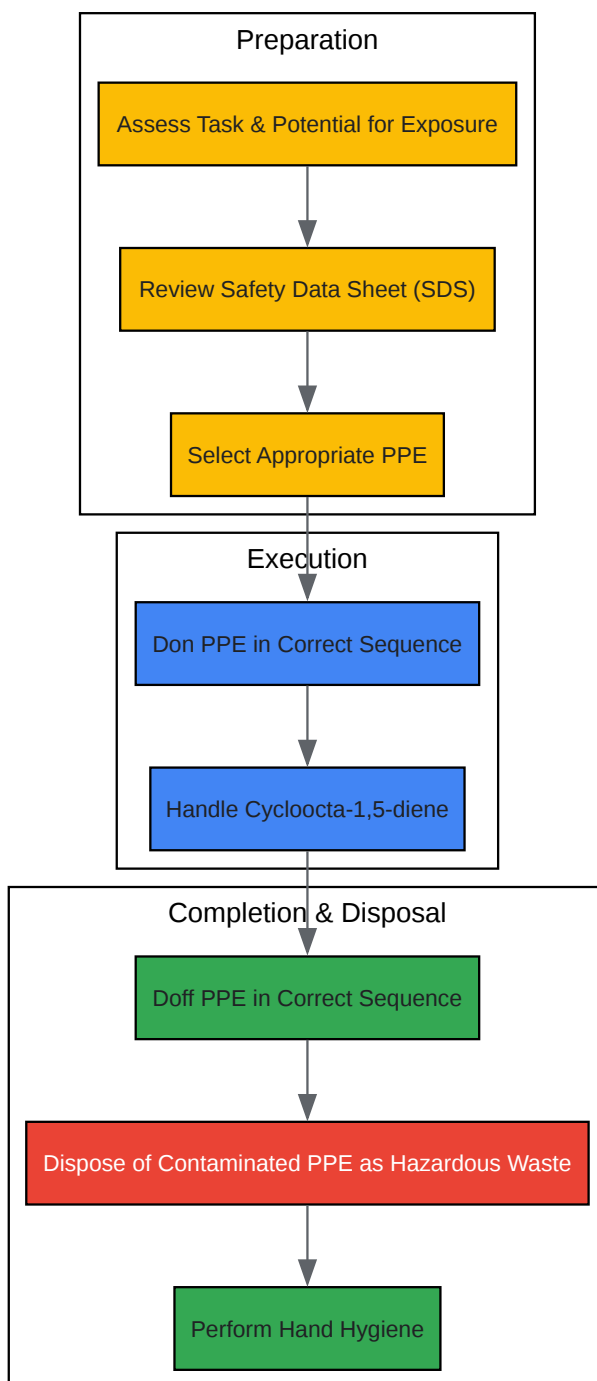 Preparation
Assess Task & Potential for Exposure
Review Safety Data Sheet (SDS)
Select Appropriate PPE
Execution
Don PPE in Correct Sequence
Handle Cycloocta-1,5-diene
Completion & Disposal
Doff PPE in Correct Sequence
Dispose of Contaminated PPE as Hazardous Waste
Perform Hand Hygiene